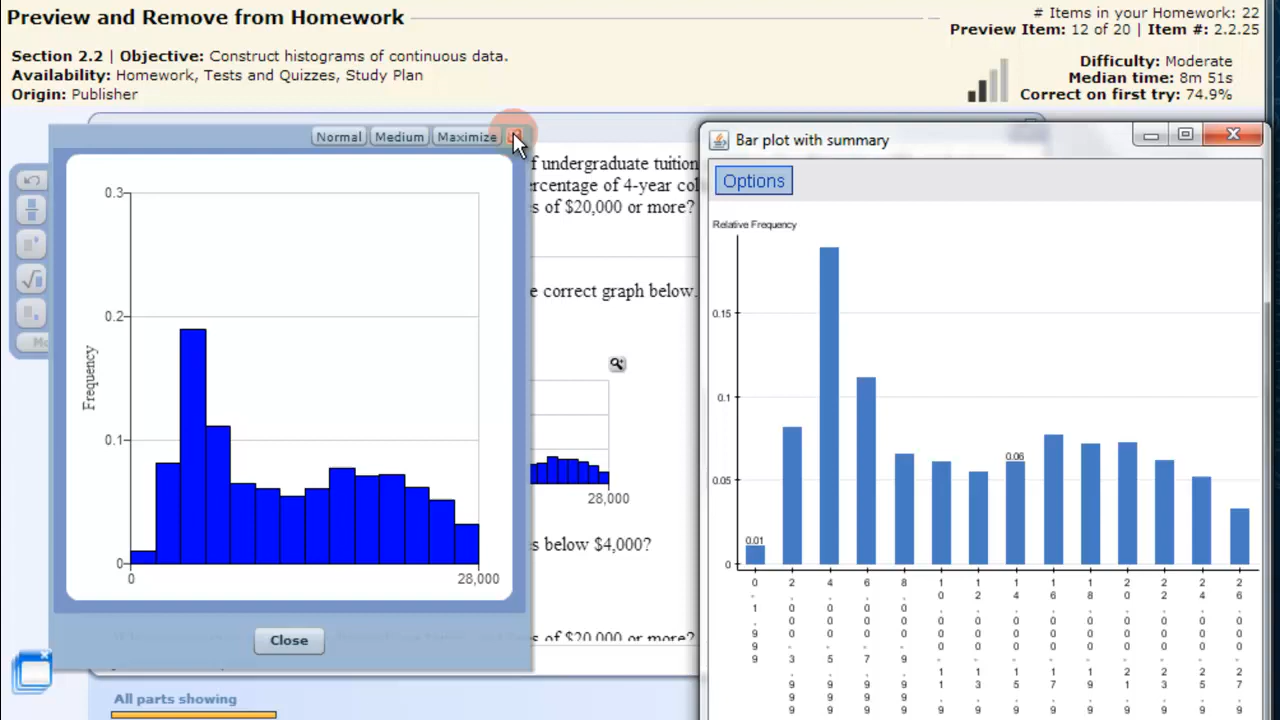 Preview and Remove from Homework
# Items in your Homework: 22
Preview Item: 12 of 20 | Item #: 2.2.25
Section 2.2 | Objective: Construct histograms of continuous data.
Availability: Homework, Tests and Quizzes, Study Plan
Origin: Publisher
Difficulty: Moderate
Median time: 8m 51s
Correct on first try: 74.9%
Normal Medium Maximize
f undergraduate tuition
rcentage of 4-year col
s of $20,000 or more?
e correct graph below.
28,000
s below $4,000?
s of $20,000 or more?
0.3
0.2
0.1
0
Frequency
0
28,000
Close
Mo
All parts showing
Bar plot with summary
Options
Relative Frequency
0.15
0.1
0.05
0
0.01
0.06